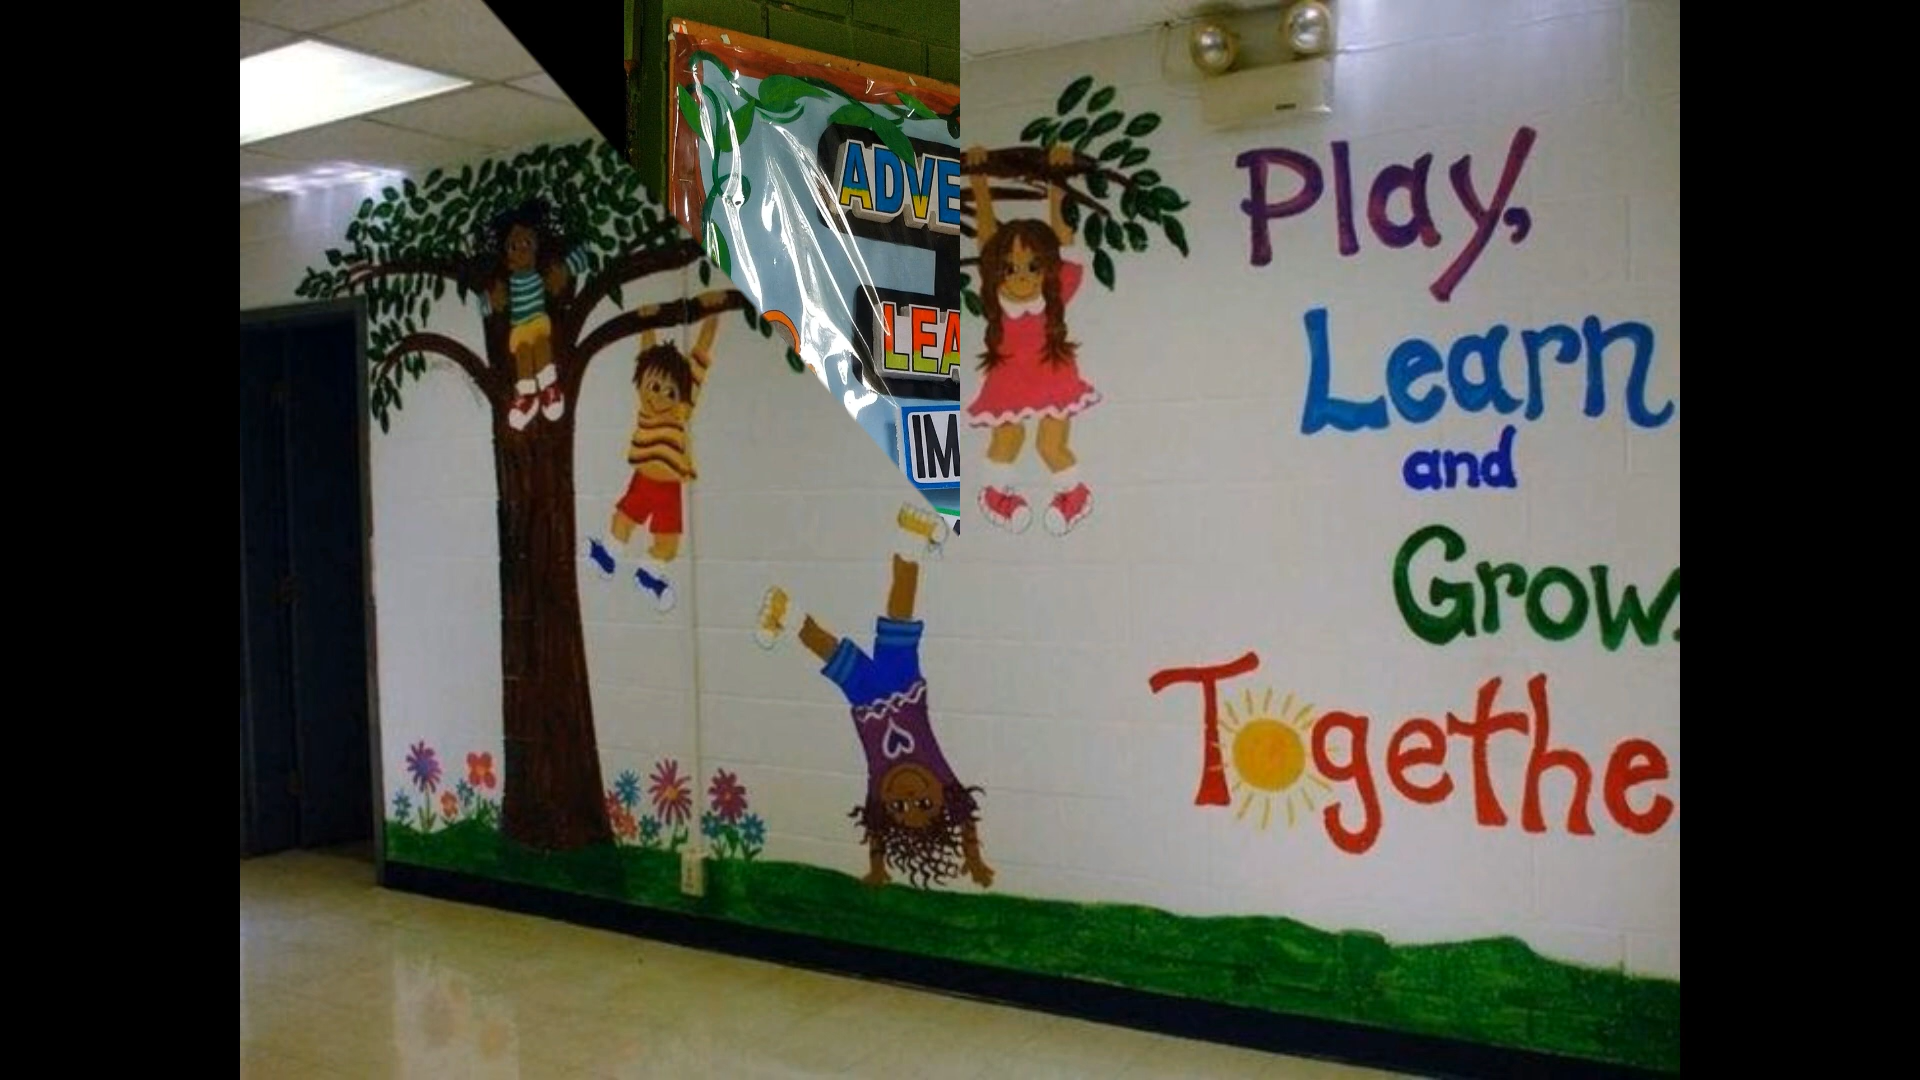 ADVE
LEA
IM
Play,
Learn
and
Grow.
Togethe